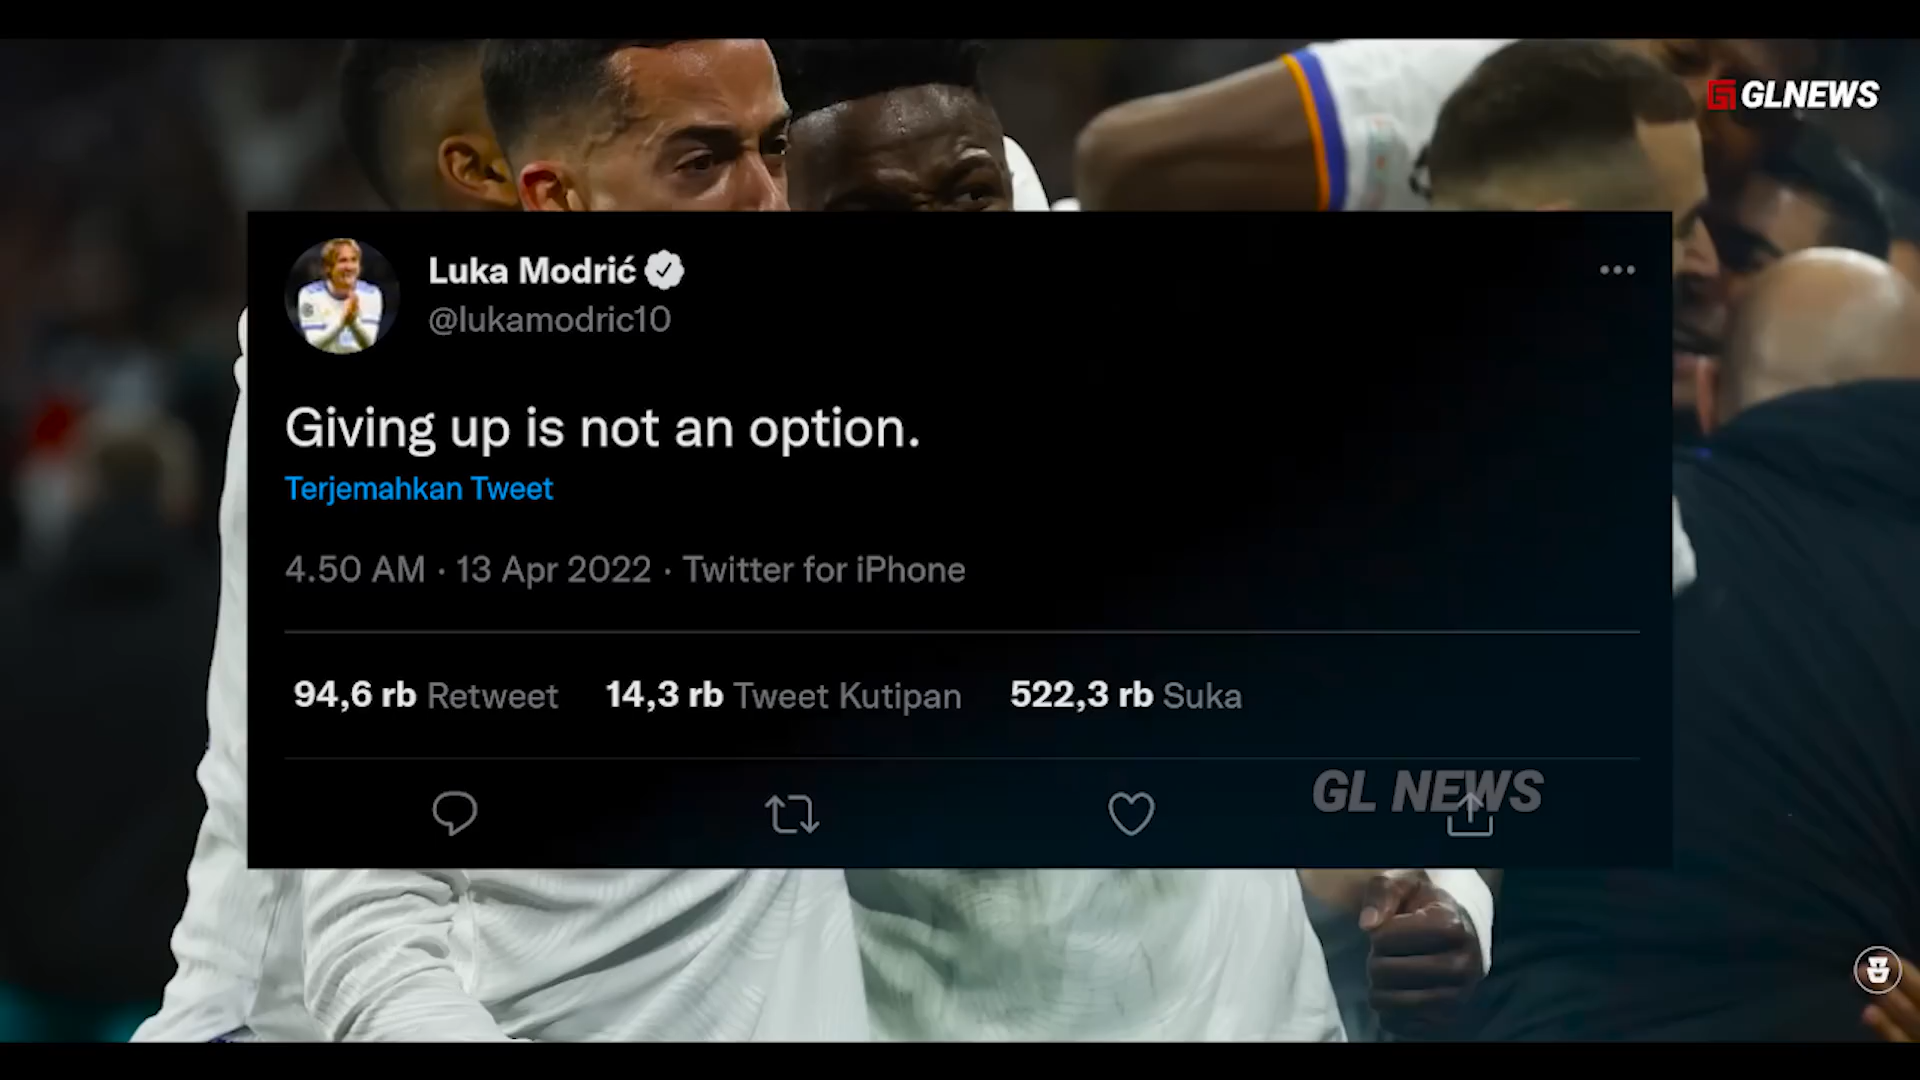 GLNEWS
Luka Modrić
@lukamodric10
Giving up is not an option.
Terjemahkan Tweet
4.50 AM · 13 Apr 2022 · Twitter for iPhone
94,6 rb Retweet 14,3 rb Tweet Kutipan 522,3 rb Suka
GL NEWS